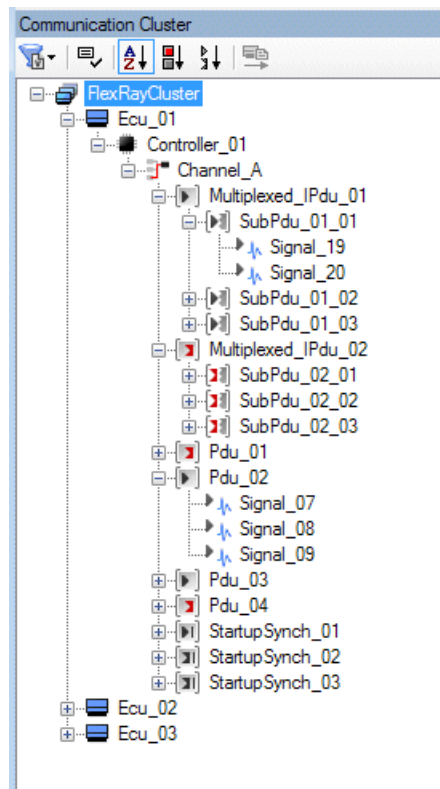 Communication Cluster
FlexRayCluster
Ecu_01
Controller_01
Channel_A
Multiplexed_IPdu_01
SubPdu_01_01
Signal_19
Signal_20
SubPdu_01_02
SubPdu_01_03
Multiplexed_IPdu_02
SubPdu_02_01
SubPdu_02_02
SubPdu_02_03
Pdu_01
Pdu_02
Signal_07
Signal_08
Signal_09
Pdu_03
Pdu_04
StartupSynch_01
StartupSynch_02
StartupSynch_03
Ecu_02
Ecu_03